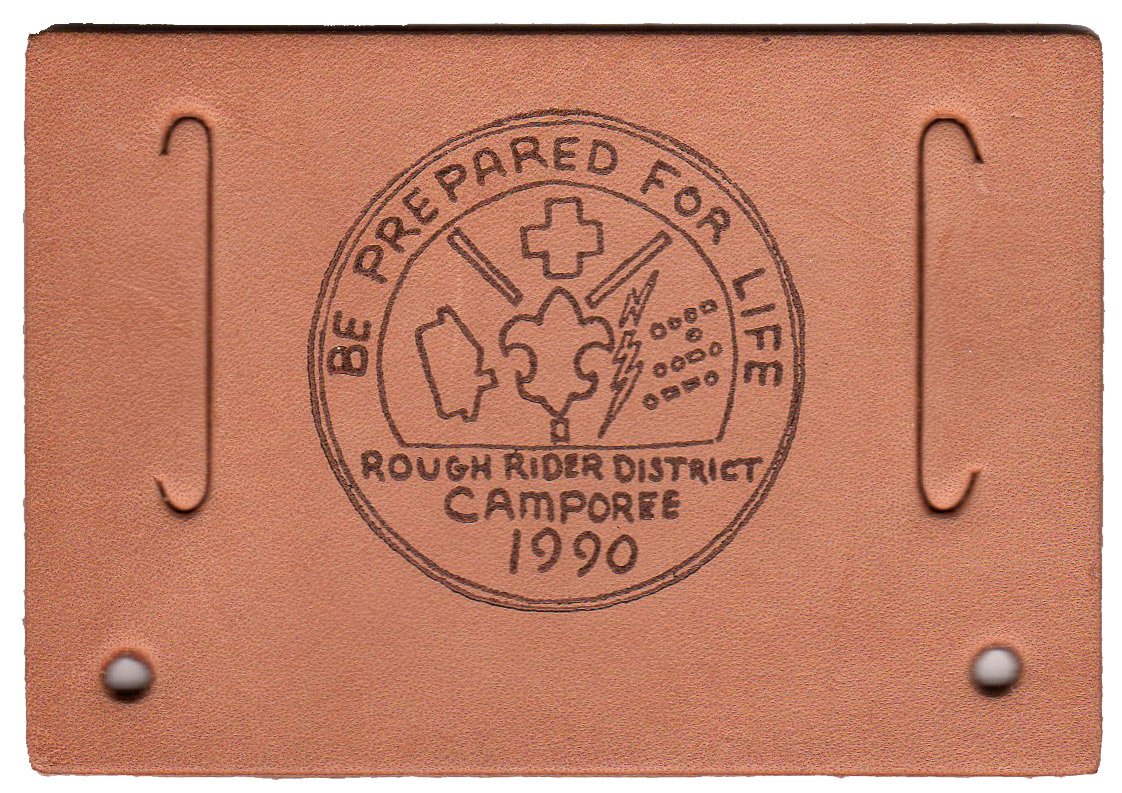 BE PREPARED FOR LIFE
ROUGH RIDER DISTRICT
CAMPOREE
1990